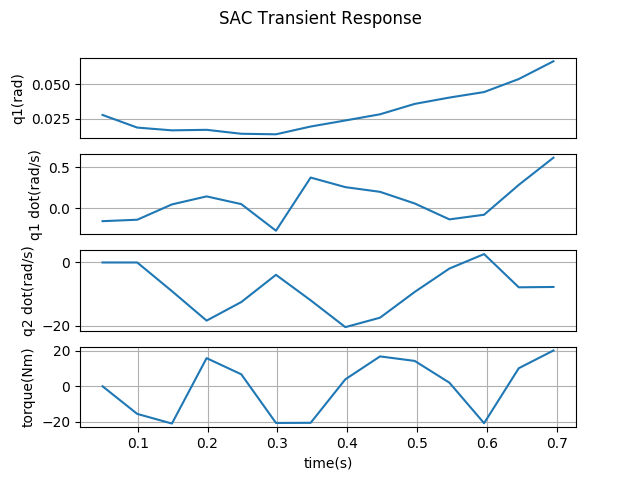 SAC Transient Response
q1(rad)
0.050
0.025
q1 dot(rad/s)
0.5
0.0
q2 dot(rad/s)
0
−20
torque(Nm)
20
0
−20
0.1 0.2 0.3 0.4 0.5 0.6 0.7
time(s)